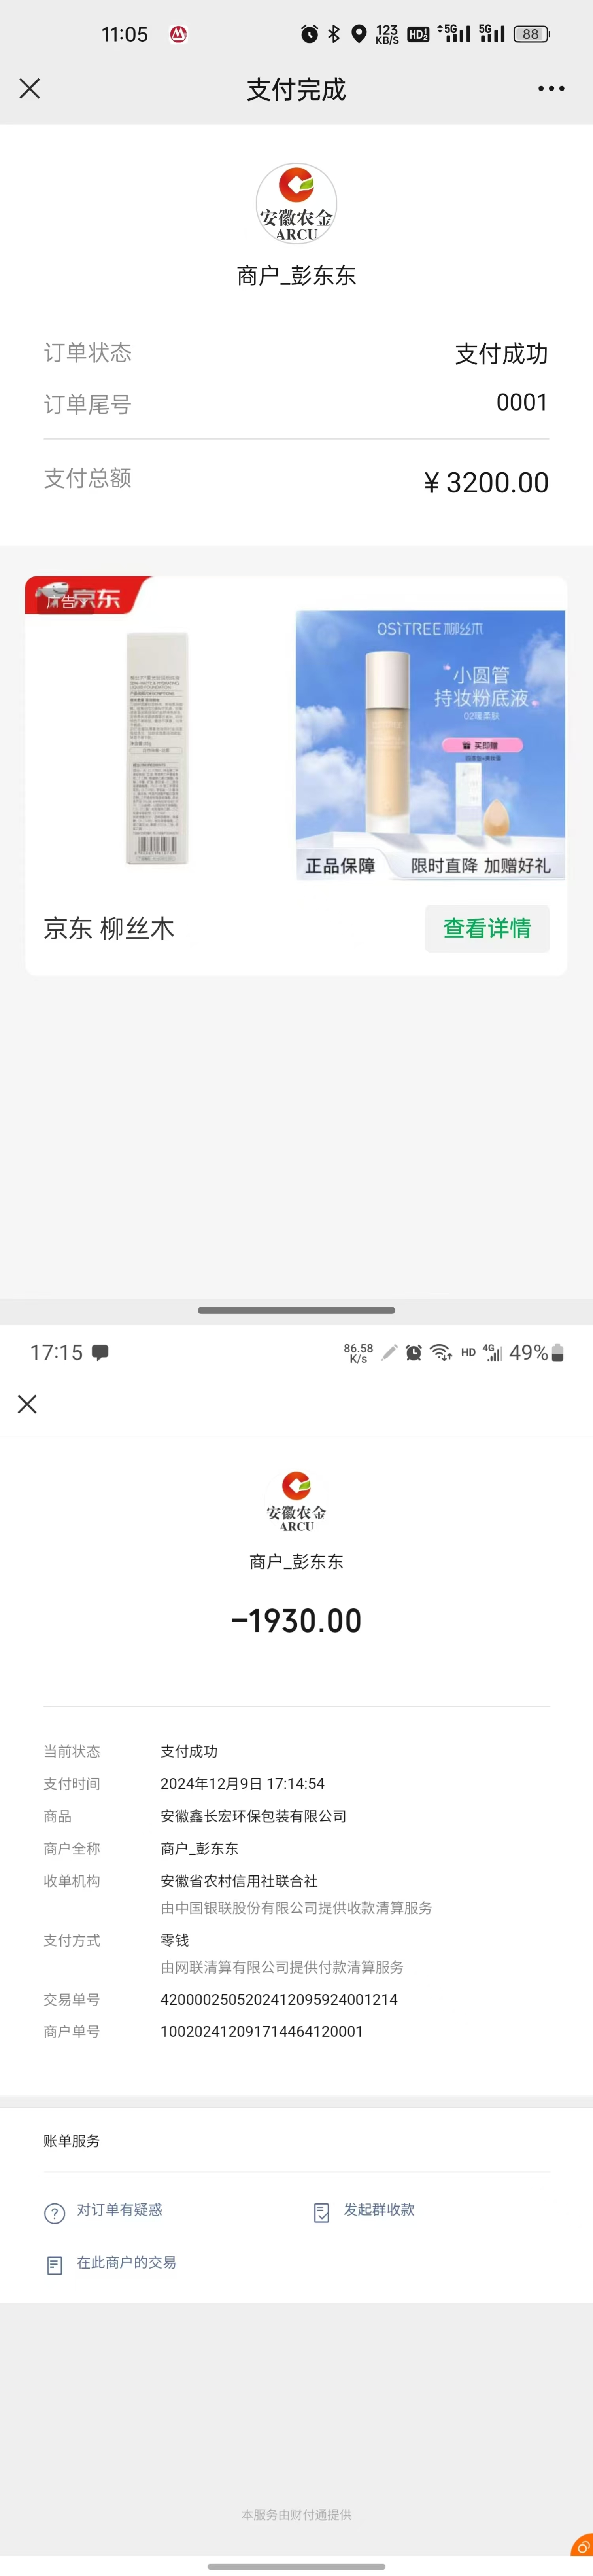 11:05
123
KB/S
HD2
5G
5G
88
支付完成
安徽农金
ARCU
商户_彭东东
订单状态
支付成功
订单尾号
0001
支付总额
¥ 3200.00
广告
京东
OSiTREE 柳丝木
小圆管
持妆粉底液
02暖柔肤
买即赠
正品保障
限时直降 加赠好礼
京东 柳丝木
查看详情
17:15
86.58
K/s
HD
4G
49%
安徽农金
ARCU
商户_彭东东
-1930.00
当前状态
支付成功
支付时间
2024年12月9日 17:14:54
商品
安徽鑫长宏环保包装有限公司
商户全称
商户_彭东东
收单机构
安徽省农村信用社联合社
由中国银联股份有限公司提供收款清算服务
支付方式
零钱
由网联清算有限公司提供付款清算服务
交易单号
4200002505202412095924001214
商户单号
100202412091714464120001
账单服务
对订单有疑惑
发起群收款
在此商户的交易
本服务由财付通提供